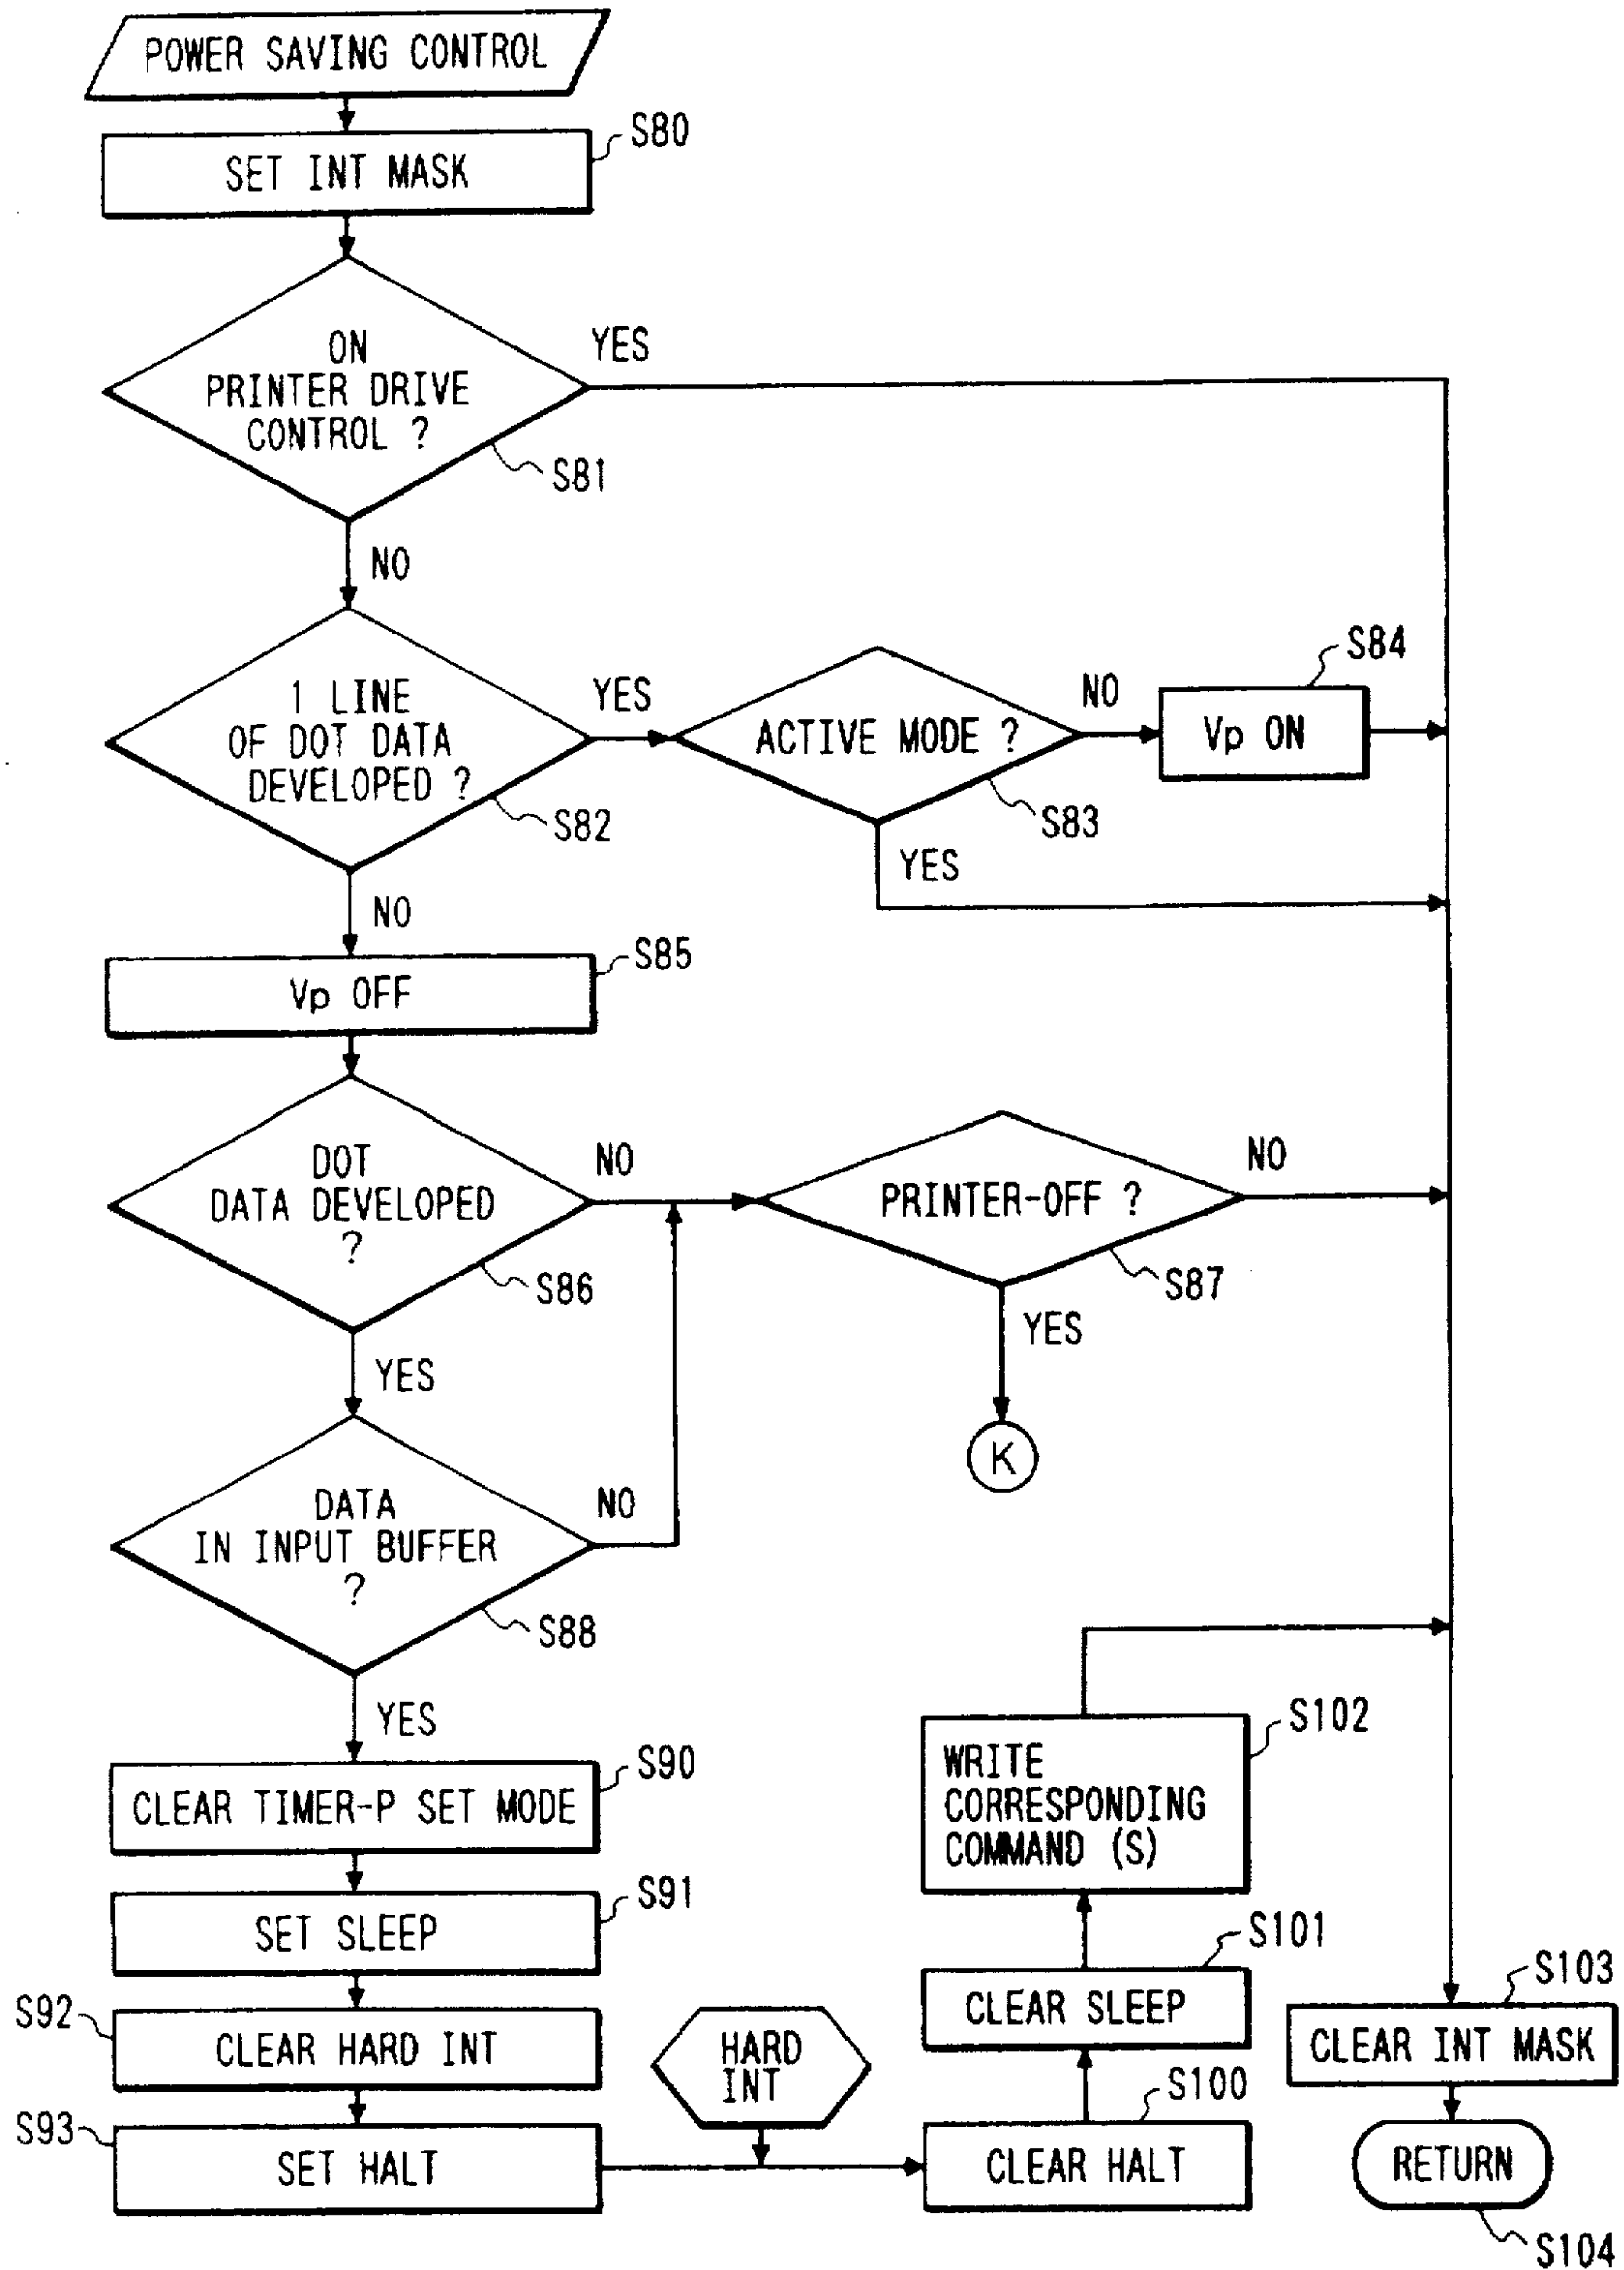 POWER SAVING CONTROL
S80
SET INT MASK
ON
PRINTER DRIVE
CONTROL ?
YES
S81
NO
1 LINE
OF DOT DATA
DEVELOPED ?
YES
S82
ACTIVE MODE ?
NO
S83
YES
S84
Vp ON
NO
S85
Vp OFF
DOT
DATA DEVELOPED
?
NO
S86
PRINTER-OFF ?
NO
S87
YES
K
YES
DATA
IN INPUT BUFFER
?
NO
S88
YES
S90
CLEAR TIMER-P SET MODE
S91
SET SLEEP
S92
CLEAR HARD INT
S93
SET HALT
HARD
INT
S100
CLEAR HALT
S101
CLEAR SLEEP
S102
WRITE
CORRESPONDING
COMMAND (S)
S103
CLEAR INT MASK
RETURN
S104